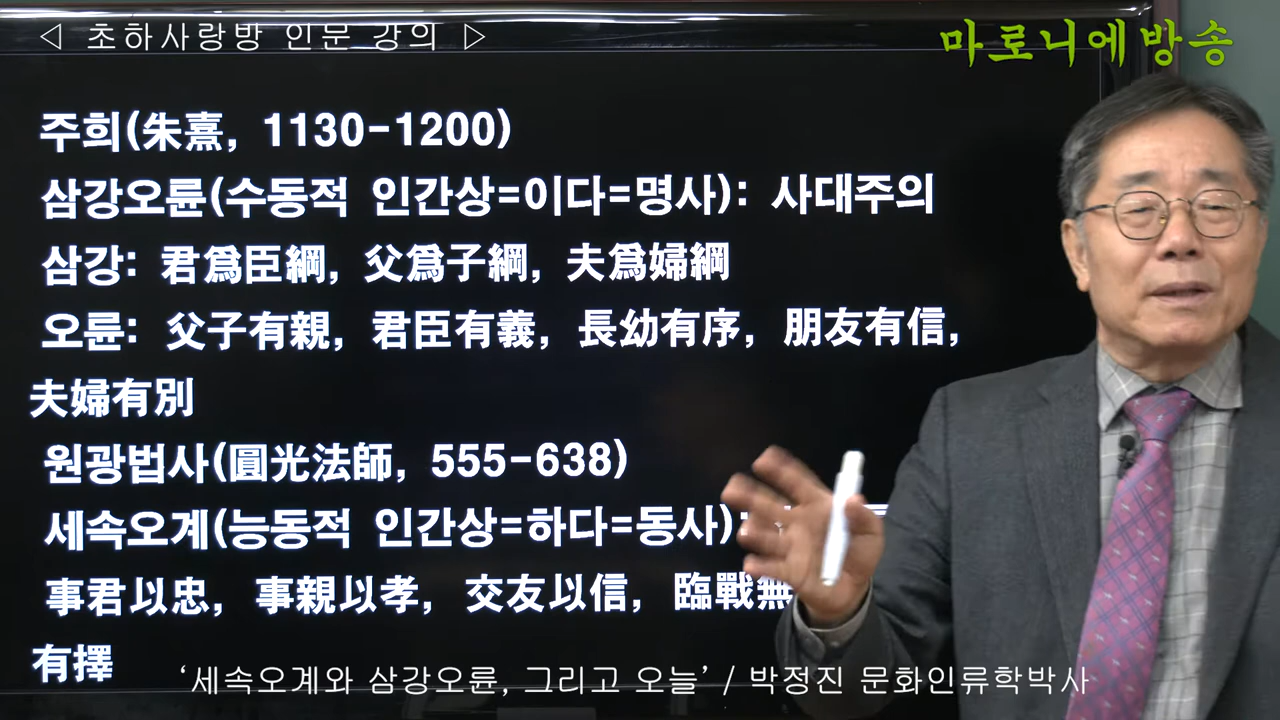 ◁ 초하사랑방 인문 강의 ▷
마로니에방송
주희(朱熹, 1130-1200)
삼강오륜(수동적 인간상=이다=명사): 사대주의
삼강: 君爲臣綱, 父爲子綱, 夫爲婦綱
오륜: 父子有親, 君臣有義, 長幼有序, 朋友有信,
夫婦有別
원광법사(圓光法師, 555-638)
세속오계(능동적 인간상=하다=동사):
事君以忠, 事親以孝, 交友以信, 臨戰無
有擇
‘세속오계와 삼강오륜, 그리고 오늘’ / 박정진 문화인류학박사